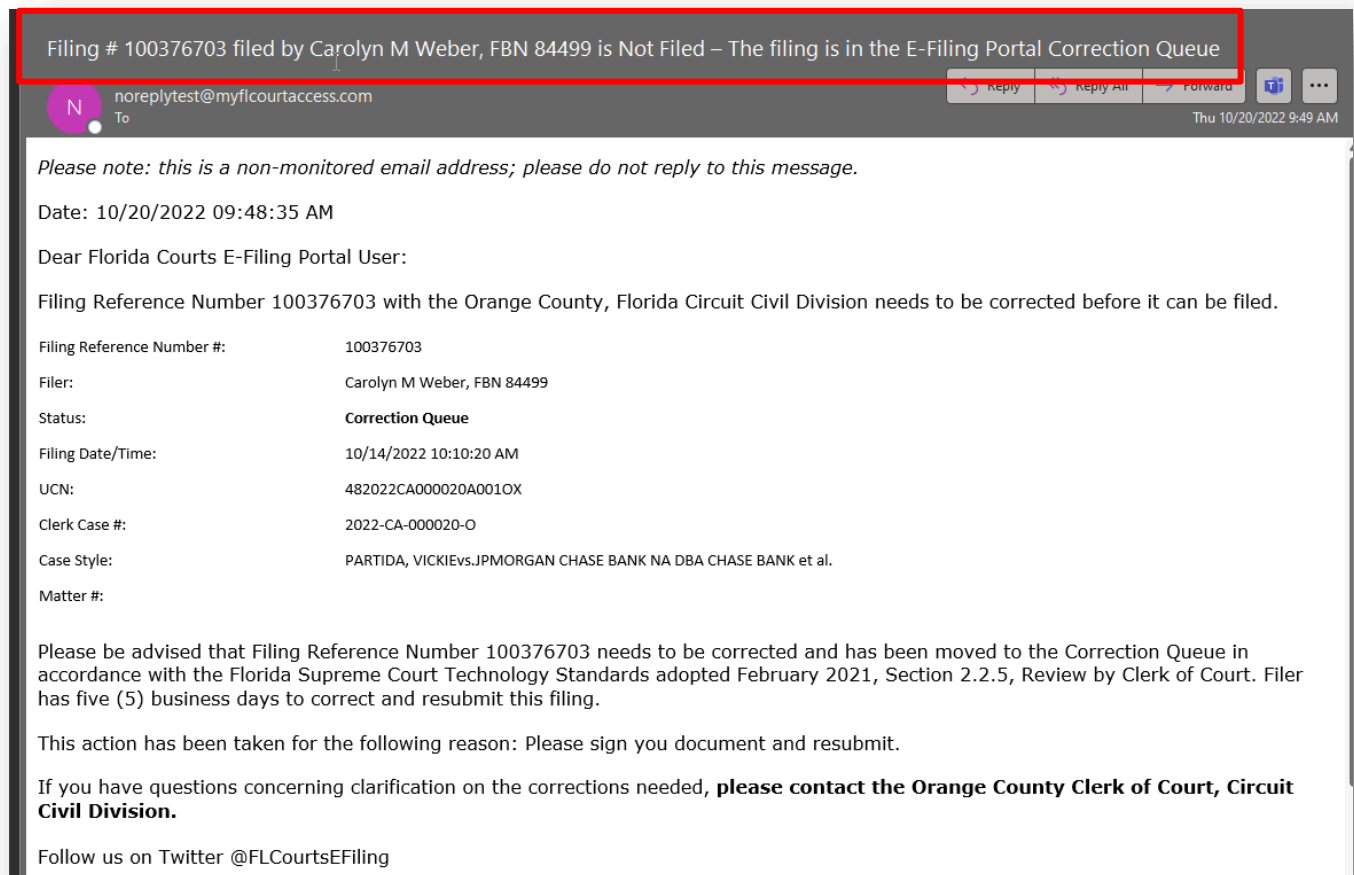 Filing # 100376703 filed by Carolyn M Weber, FBN 84499 is Not Filed – The filing is in the E-Filing Portal Correction Queue
Reply
Reply All
Forward
N
noreplytest@myflcourtaccess.com
To
Thu 10/20/2022 9:49 AM
Please note: this is a non-monitored email address; please do not reply to this message.
Date: 10/20/2022 09:48:35 AM
Dear Florida Courts E-Filing Portal User:
Filing Reference Number 100376703 with the Orange County, Florida Circuit Civil Division needs to be corrected before it can be filed.
Filing Reference Number #: 100376703
Filer: Carolyn M Weber, FBN 84499
Status: Correction Queue
Filing Date/Time: 10/14/2022 10:10:20 AM
UCN: 482022CA000020A001OX
Clerk Case #: 2022-CA-000020-O
Case Style: PARTIDA, VICKIEvs.JPMORGAN CHASE BANK NA DBA CHASE BANK et al.
Matter #:
Please be advised that Filing Reference Number 100376703 needs to be corrected and has been moved to the Correction Queue in
accordance with the Florida Supreme Court Technology Standards adopted February 2021, Section 2.2.5, Review by Clerk of Court. Filer
has five (5) business days to correct and resubmit this filing.
This action has been taken for the following reason: Please sign you document and resubmit.
If you have questions concerning clarification on the corrections needed, please contact the Orange County Clerk of Court, Circuit
Civil Division.
Follow us on Twitter @FLCourtsEFiling